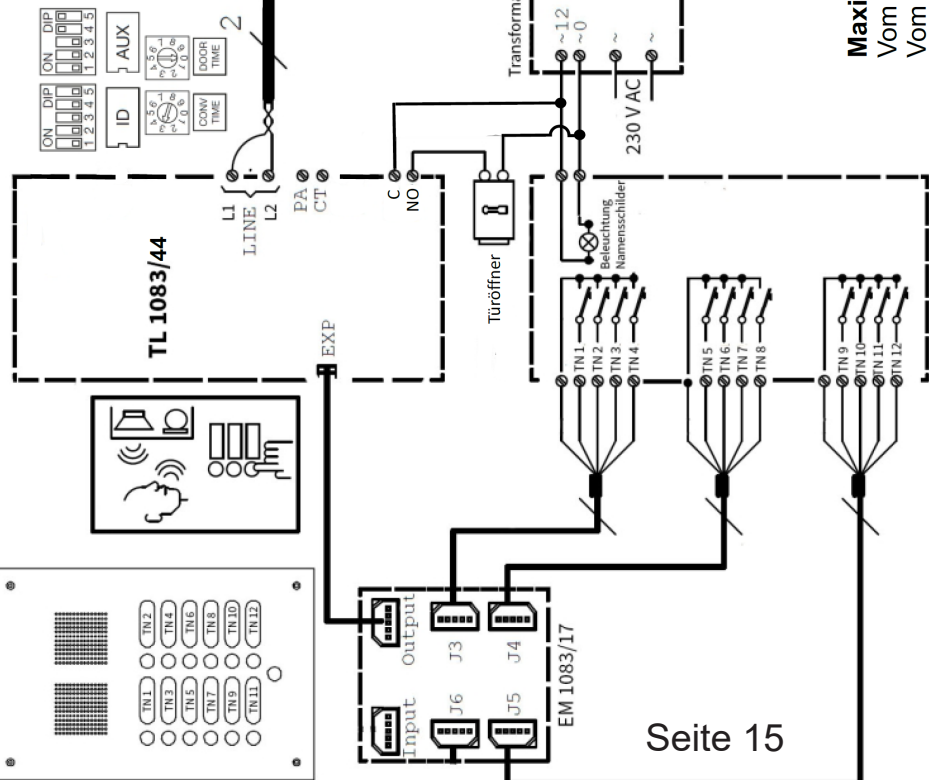 ON DIP
1 2 3 4 5
AUX
DOOR
TIME
2
ON DIP
1 2 3 4 5
ID
CONV
TIME
Transforma
~12
~0
~
~
230 V AC
Maxi
Vom
Vom
L1
LINE
L2
PA
CT
C
NO
TL 1083/44
EXP
Türöffner
Beleuchtung
Namensschilder
TN 1
TN 2
TN 3.
TN 4
TN 5
TN 6.
TN 7
TN 8
TN 9
TN 10
TN 11
TN 12
TN 2
TN 4
TN 6
TN 8
TN 10
TN 12
TN 1
TN 3
TN 5
TN 7
TN 9
TN 11
Output
J3
J4
Input
J6
J5
EM 1083/17
Seite 15